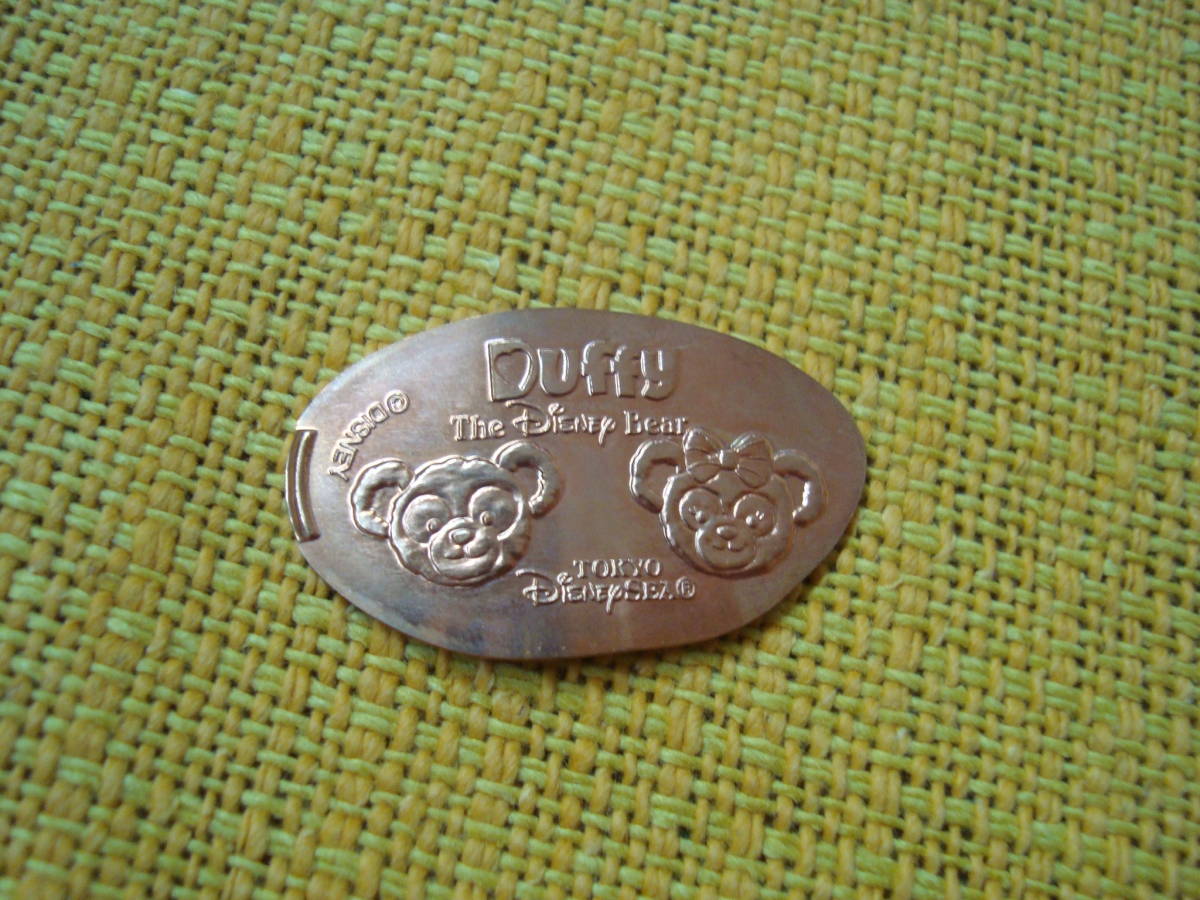 Duffy
The Disney Bear
©DISNEY
TOKYO
DISNEYSEA®